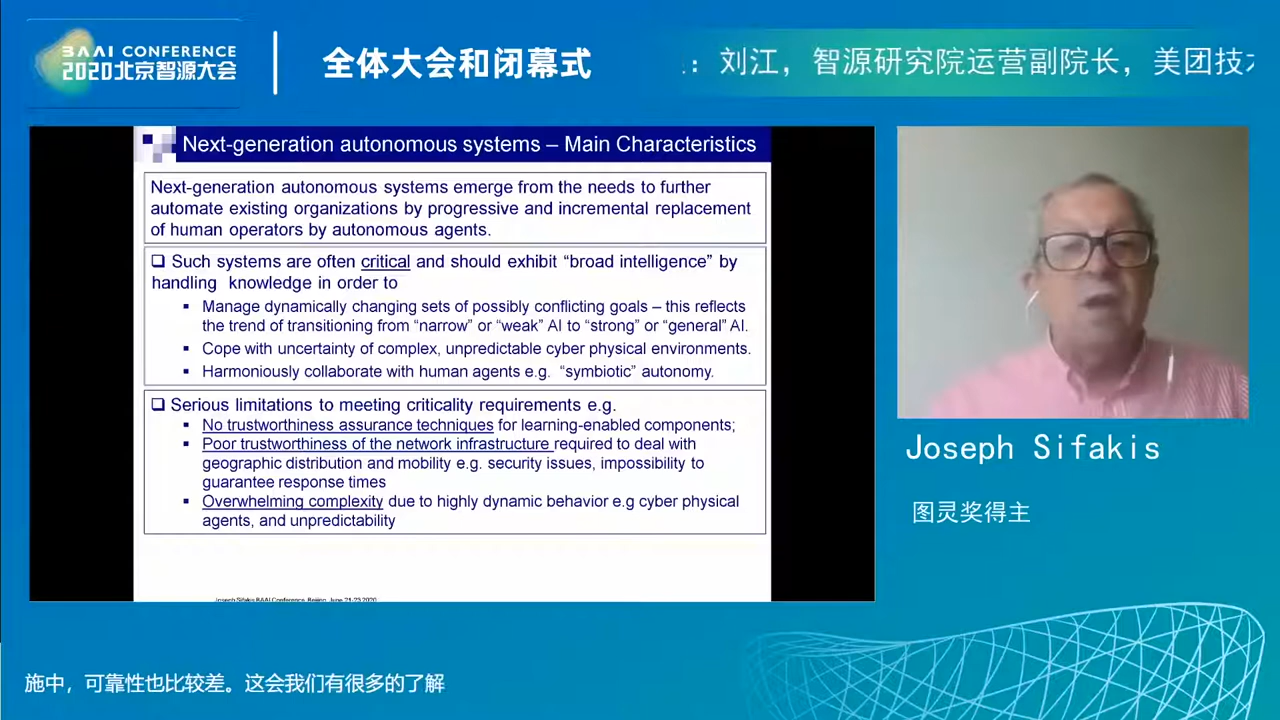 BAAI CONFERENCE
2020北京智源大会
全体大会和闭幕式
：刘江，智源研究院运营副院长，美团技
Next-generation autonomous systems – Main Characteristics
Next-generation autonomous systems emerge from the needs to further
automate existing organizations by progressive and incremental replacement
of human operators by autonomous agents.
❑ Such systems are often critical and should exhibit “broad intelligence” by
handling knowledge in order to
▪ Manage dynamically changing sets of possibly conflicting goals – this reflects
the trend of transitioning from “narrow” or “weak” AI to “strong” or “general” AI.
▪ Cope with uncertainty of complex, unpredictable cyber physical environments.
▪ Harmoniously collaborate with human agents e.g. “symbiotic” autonomy.
❑ Serious limitations to meeting criticality requirements e.g.
▪ No trustworthiness assurance techniques for learning-enabled components;
▪ Poor trustworthiness of the network infrastructure required to deal with
geographic distribution and mobility e.g. security issues, impossibility to
guarantee response times
▪ Overwhelming complexity due to highly dynamic behavior e.g cyber physical
agents, and unpredictability
Joseph Sifakis BAAI Conference, Beijing, June 21-23 2020
Joseph Sifakis
图灵奖得主
施中，可靠性也比较差。这会我们有很多的了解